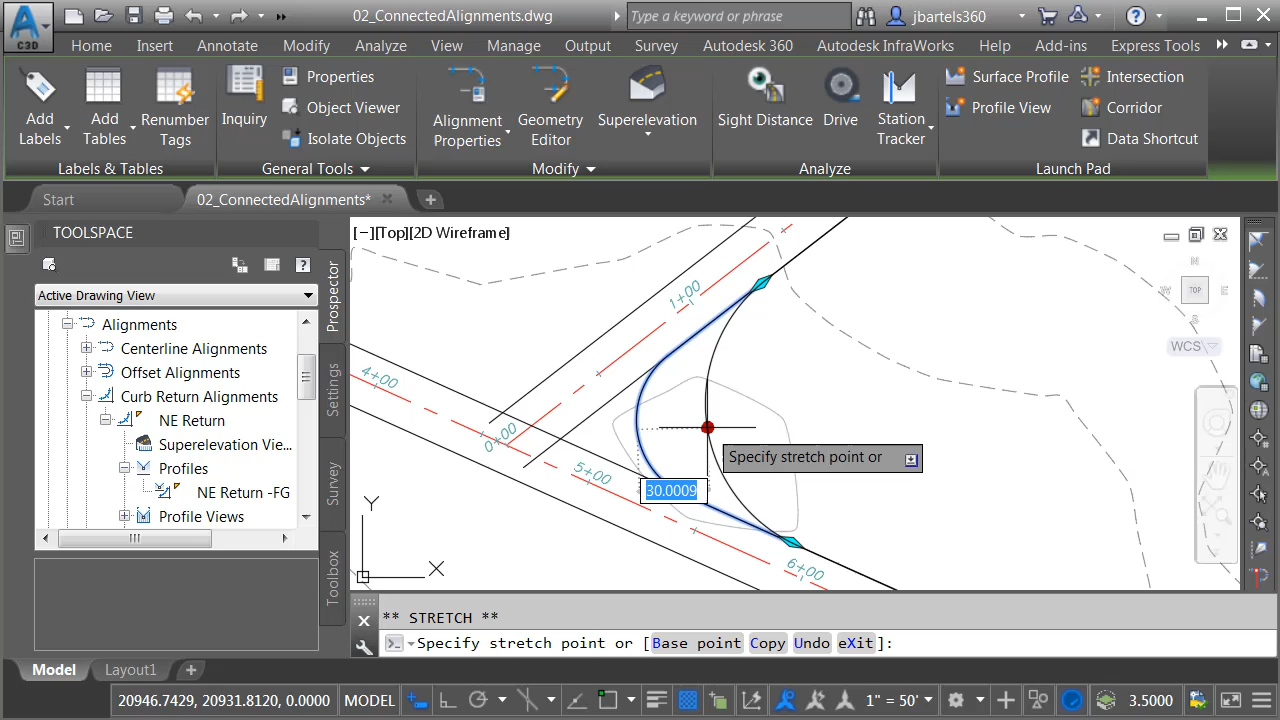 02_ConnectedAlignments.dwg
Type a keyword or phrase
jbartels360
C3D
Home Insert Annotate Modify Analyze View Manage Output Survey Autodesk 360 Autodesk InfraWorks Help Add-ins Express Tools
Add Labels
Add Tables
Renumber Tags
Inquiry
Properties
Object Viewer
Isolate Objects
Alignment Properties
Geometry Editor
Superelevation
Sight Distance
Drive
Station Tracker
Surface Profile
Profile View
Intersection
Corridor
Data Shortcut
Labels & Tables
General Tools
Modify
Analyze
Launch Pad
Start
02_ConnectedAlignments*
TOOLSPACE
Active Drawing View
Alignments
Centerline Alignments
Offset Alignments
Curb Return Alignments
NE Return
Superelevation Vie...
Profiles
NE Return -FG
Profile Views
Prospector
Settings
Survey
Toolbox
[−][Top][2D Wireframe]
N
W
TOP
E
S
WCS
1+00
4+00
0+00
5+00
6+00
Specify stretch point or
30.0009
Y
X
** STRETCH **
Specify stretch point or [Base point Copy Undo eXit]:
Model
Layout1
20946.7429, 20931.8120, 0.0000
MODEL
1" = 50'
3.5000